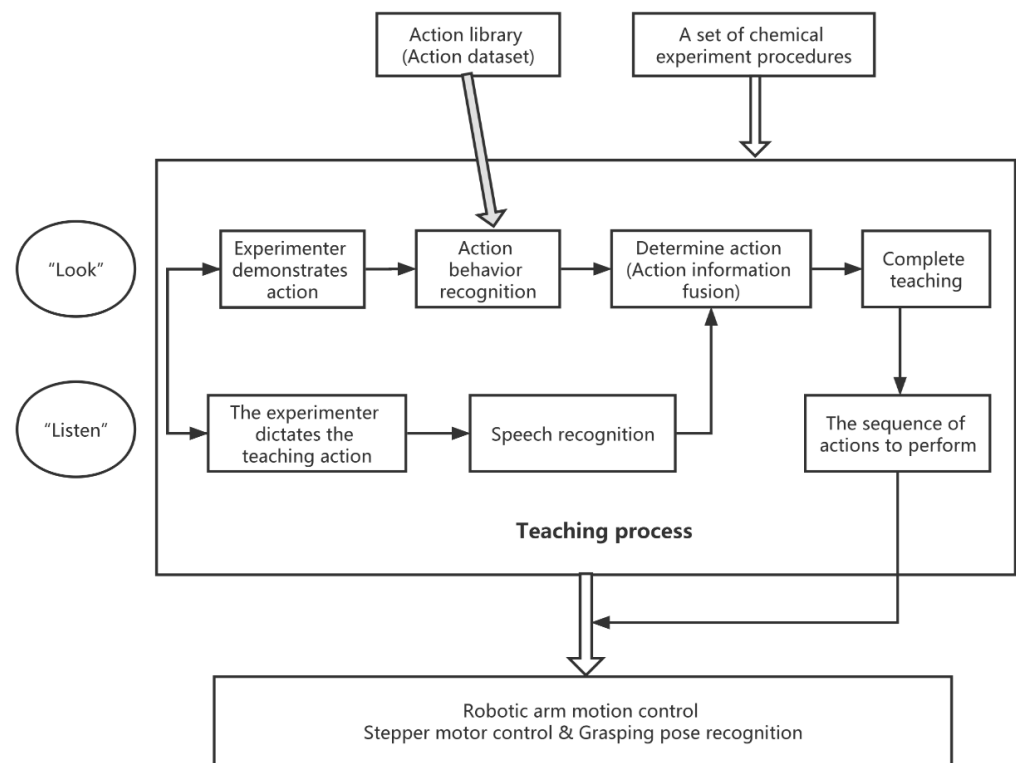 Action library
(Action dataset)
A set of chemical
experiment procedures
“Look”
Experimenter
demonstrates
action
Action
behavior
recognition
Determine action
(Action information
fusion)
Complete
teaching
“Listen”
The experimenter
dictates the
teaching action
Speech recognition
The sequence of
actions to perform
Teaching process
Robotic arm motion control
Stepper motor control & Grasping pose recognition